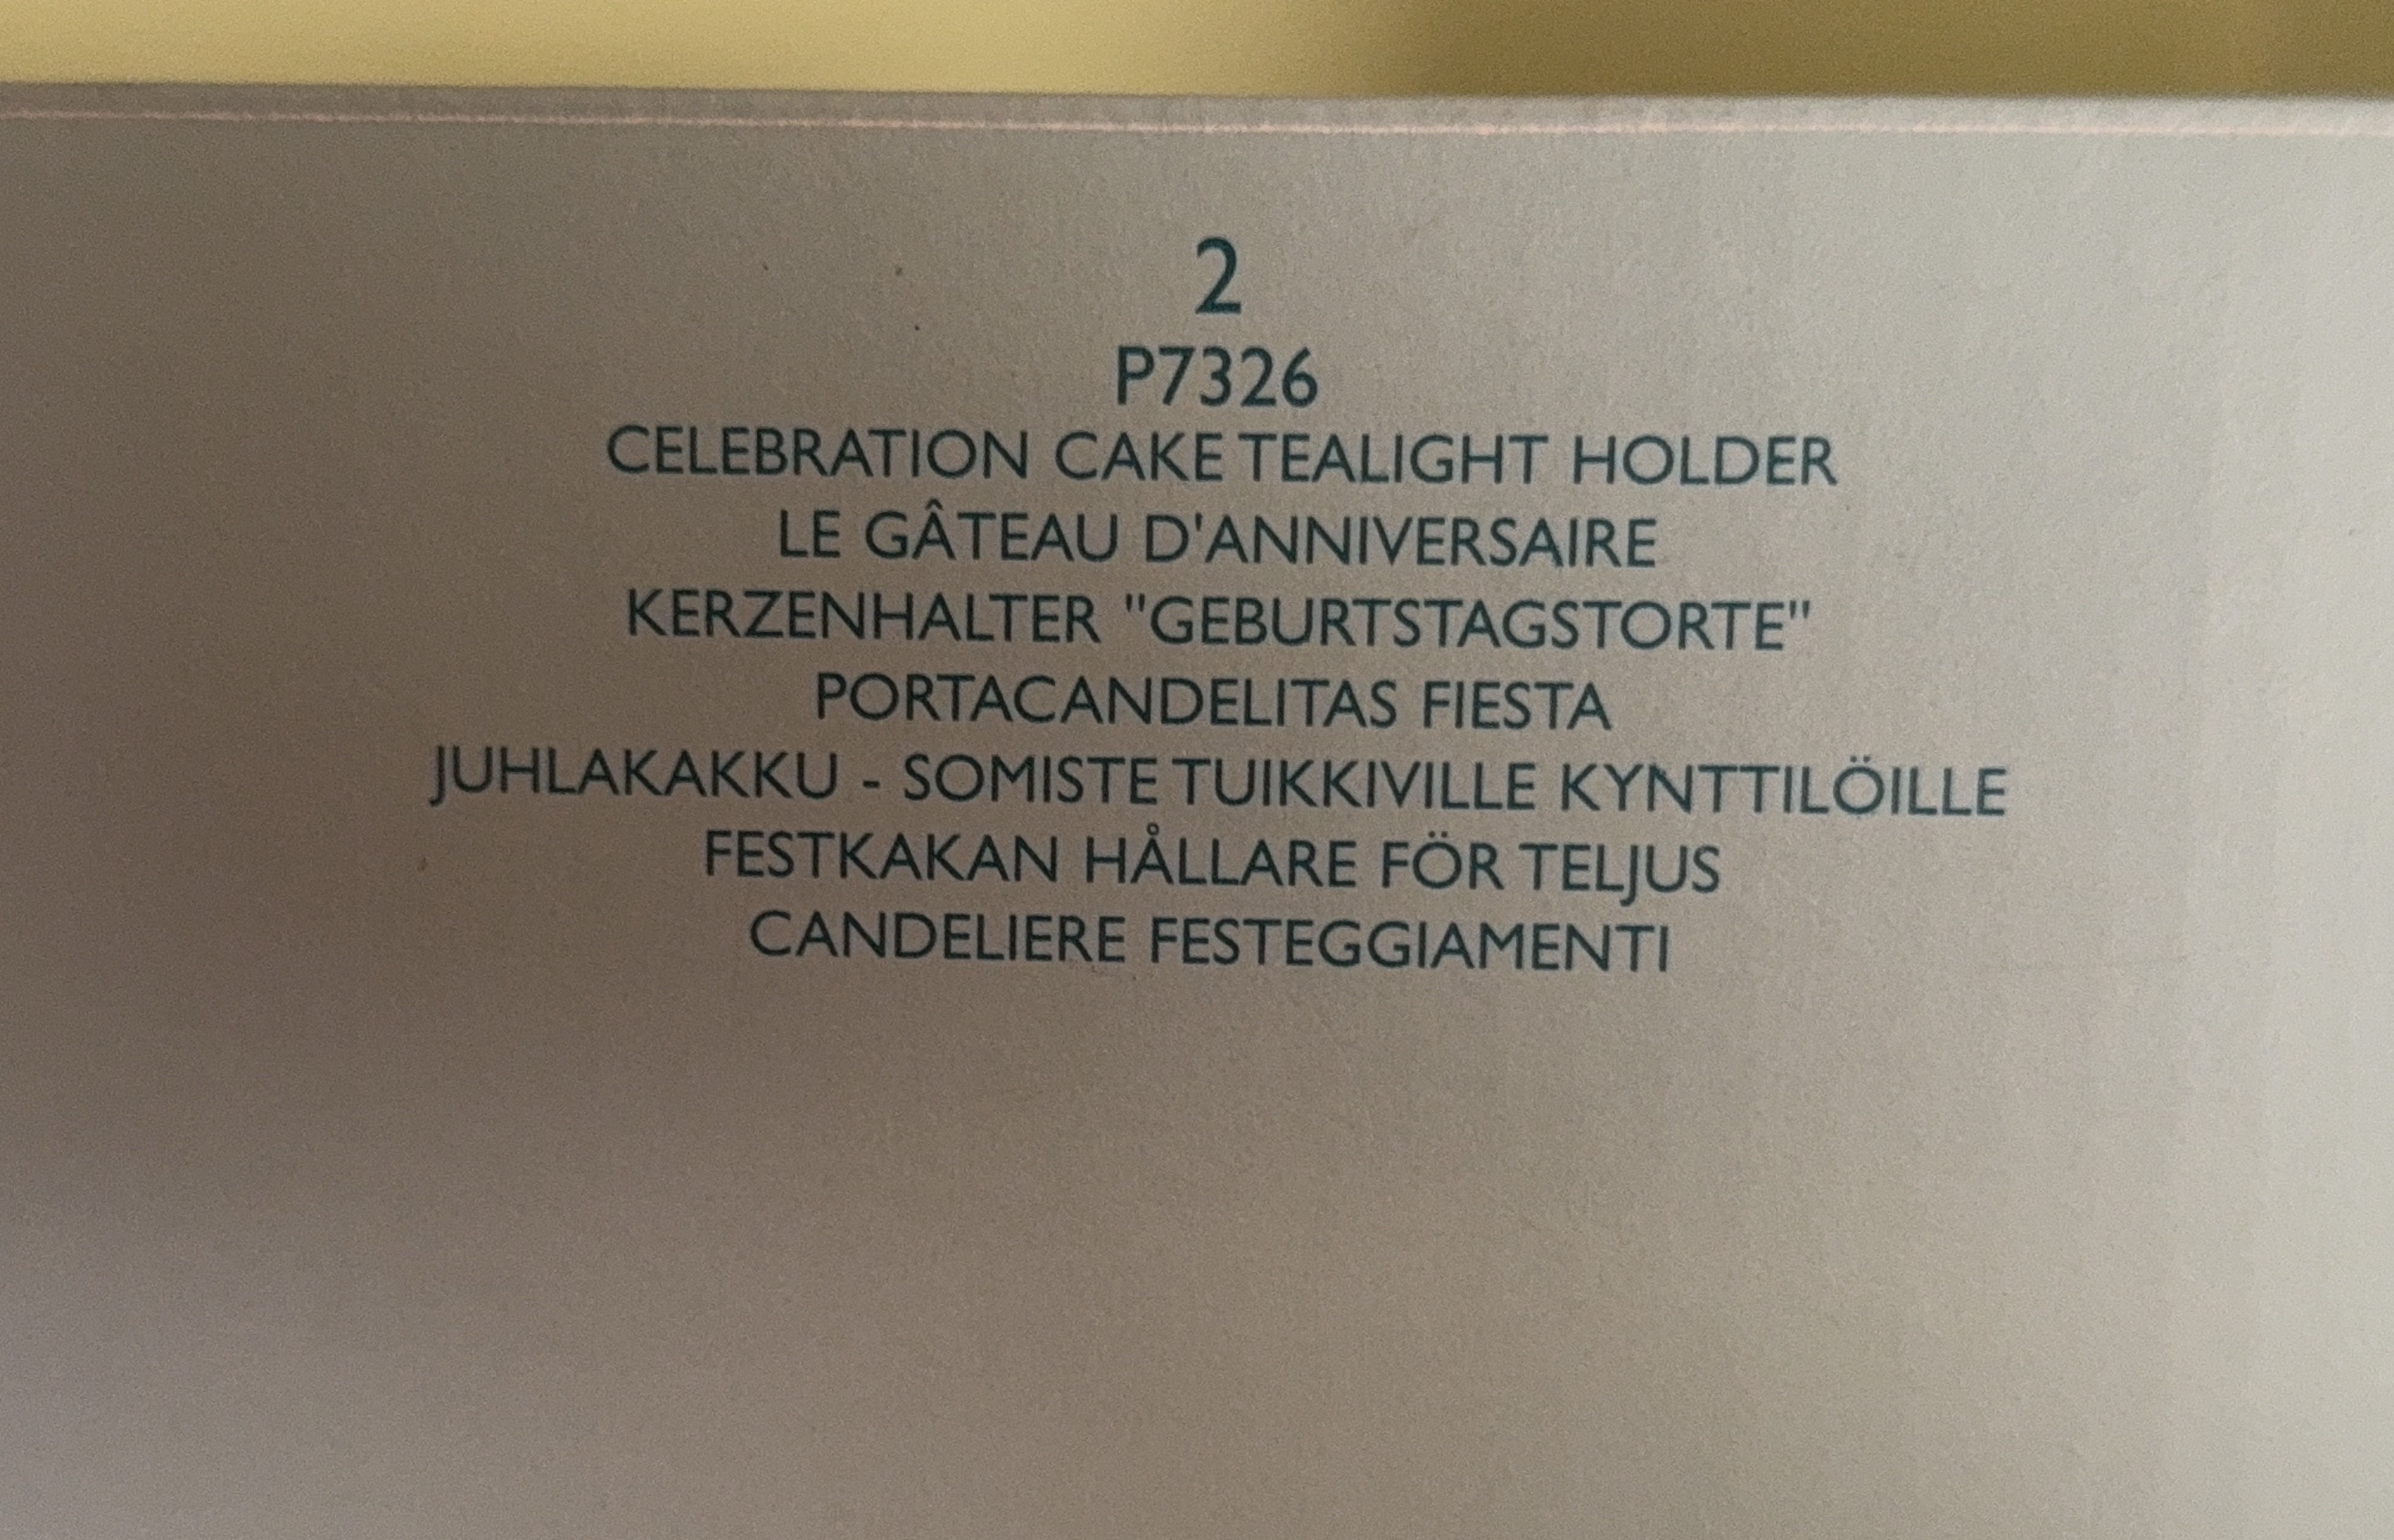 2
P7326
CELEBRATION CAKE TEALIGHT HOLDER
LE GÂTEAU D'ANNIVERSAIRE
KERZENHALTER "GEBURTSTAGSTORTE"
PORTACANDELITAS FIESTA
JUHLAKAKKU - SOMISTE TUIKKIVILLE KYNTTILÖILLE
FESTKAKAN HÅLLARE FÖR TELJUS
CANDELIERE FESTEGGIAMENTI